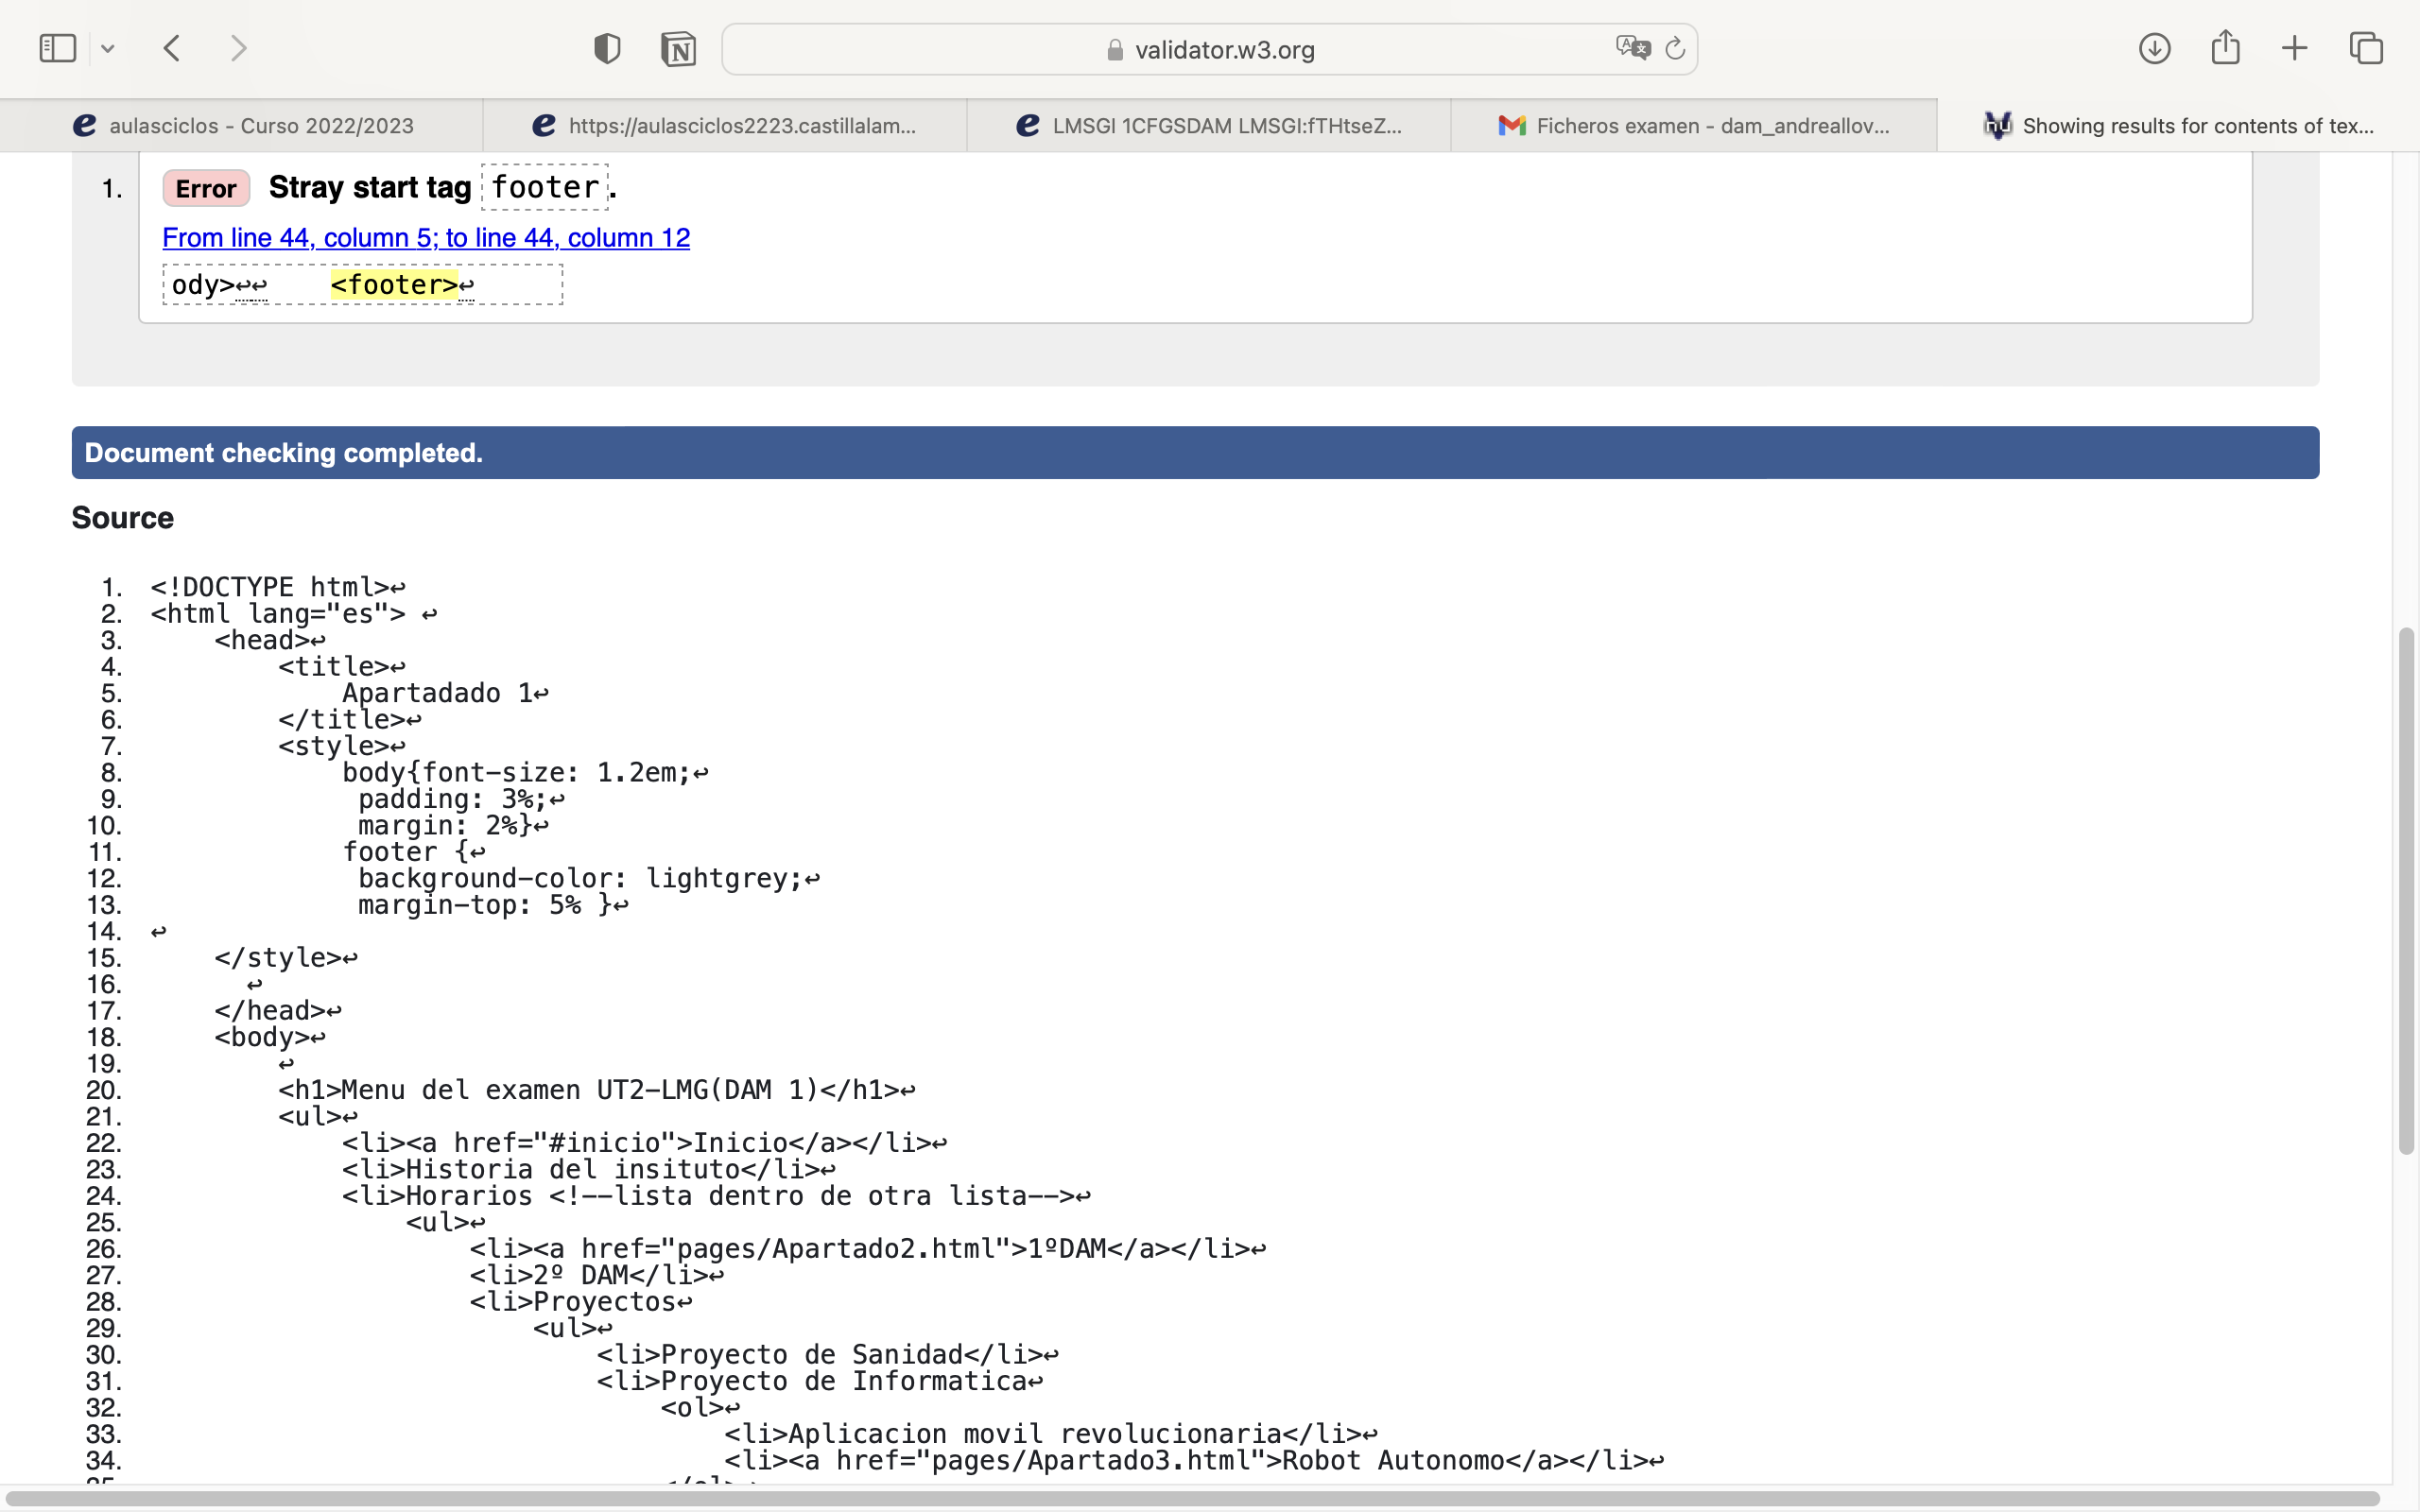 validator.w3.org
aulasciclos - Curso 2022/2023
https://aulasciclos2223.castillalam...
LMSGI 1CFGSDAM LMSGI:fTHtseZ...
Ficheros examen - dam_andreallov...
Showing results for contents of tex...
1. Error Stray start tag footer.
From line 44, column 5; to line 44, column 12
ody>↩↩    <footer>↩
Document checking completed.
Source
1. <!DOCTYPE html>↩
2. <html lang="es"> ↩
3.     <head>↩
4.         <title>↩
5.             Apartadado 1↩
6.         </title>↩
7.         <style>↩
8.             body{font-size: 1.2em;↩
9.              padding: 3%;↩
10.              margin: 2%}↩
11.             footer {↩
12.              background-color: lightgrey;↩
13.              margin-top: 5% }↩
14. ↩
15.     </style>↩
16.       ↩
17.     </head>↩
18.     <body>↩
19.         ↩
20.         <h1>Menu del examen UT2-LMG(DAM 1)</h1>↩
21.         <ul>↩
22.             <li><a href="#inicio">Inicio</a></li>↩
23.             <li>Historia del insituto</li>↩
24.             <li>Horarios <!--lista dentro de otra lista-->↩
25.                 <ul>↩
26.                     <li><a href="pages/Apartado2.html">1ºDAM</a></li>↩
27.                     <li>2º DAM</li>↩
28.                     <li>Proyectos↩
29.                         <ul>↩
30.                             <li>Proyecto de Sanidad</li>↩
31.                             <li>Proyecto de Informatica↩
32.                                 <ol>↩
33.                                     <li>Aplicacion movil revolucionaria</li>↩
34.                                     <li><a href="pages/Apartado3.html">Robot Autonomo</a></li>↩